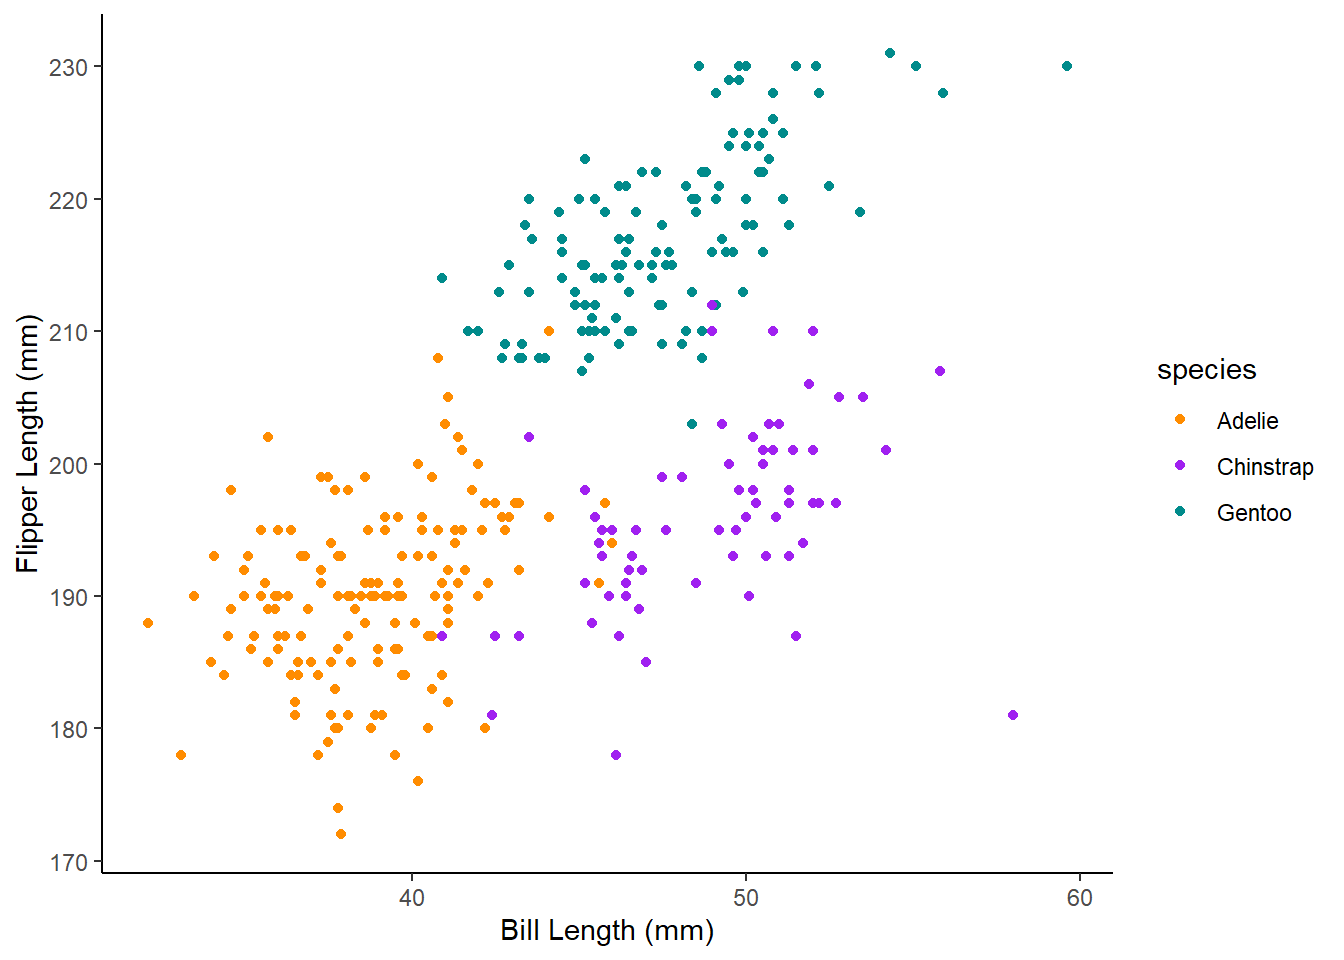 230
220
210
200
190
180
170
Flipper Length (mm)
40
50
60
Bill Length (mm)
species
Adelie
Chinstrap
Gentoo